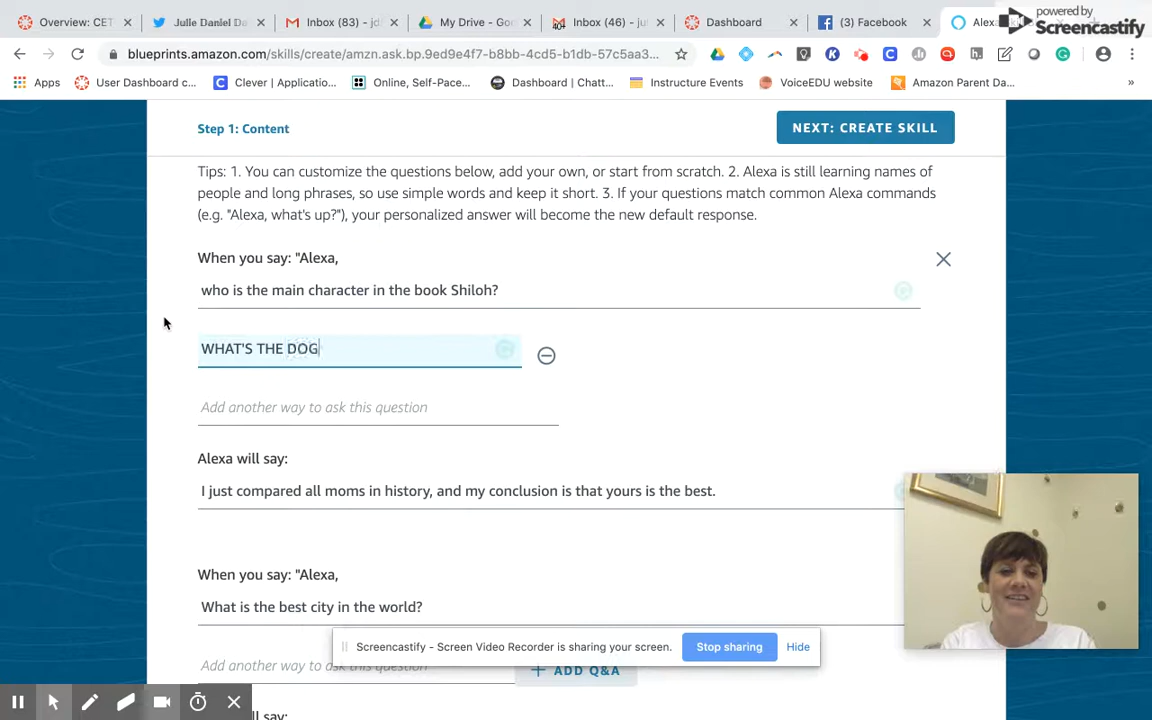 Overview: CET
Julie Daniel Da
Inbox (83) - jd
My Drive - Goo
Inbox (46) - ju
Dashboard
(3) Facebook
Alexa
powered by
Screencastify
blueprints.amazon.com/skills/create/amzn.ask.bp.9ed9e4f7-b8bb-4cd5-b1db-57c5aa3...
Apps
User Dashboard c...
Clever | Applicatio...
Online, Self-Pace...
Dashboard | Chatt...
Instructure Events
VoiceEDU website
Amazon Parent Da...
»
Step 1: Content
NEXT: CREATE SKILL
Tips: 1. You can customize the questions below, add your own, or start from scratch. 2. Alexa is still learning names of
people and long phrases, so use simple words and keep it short. 3. If your questions match common Alexa commands
(e.g. "Alexa, what's up?"), your personalized answer will become the new default response.
When you say: "Alexa,
who is the main character in the book Shiloh?
WHAT'S THE DOG
Add another way to ask this question
Alexa will say:
I just compared all moms in history, and my conclusion is that yours is the best.
When you say: "Alexa,
What is the best city in the world?
Screencastify - Screen Video Recorder is sharing your screen.
Stop sharing
Hide
Add another way to ask this question
+ ADD Q&A
will say: